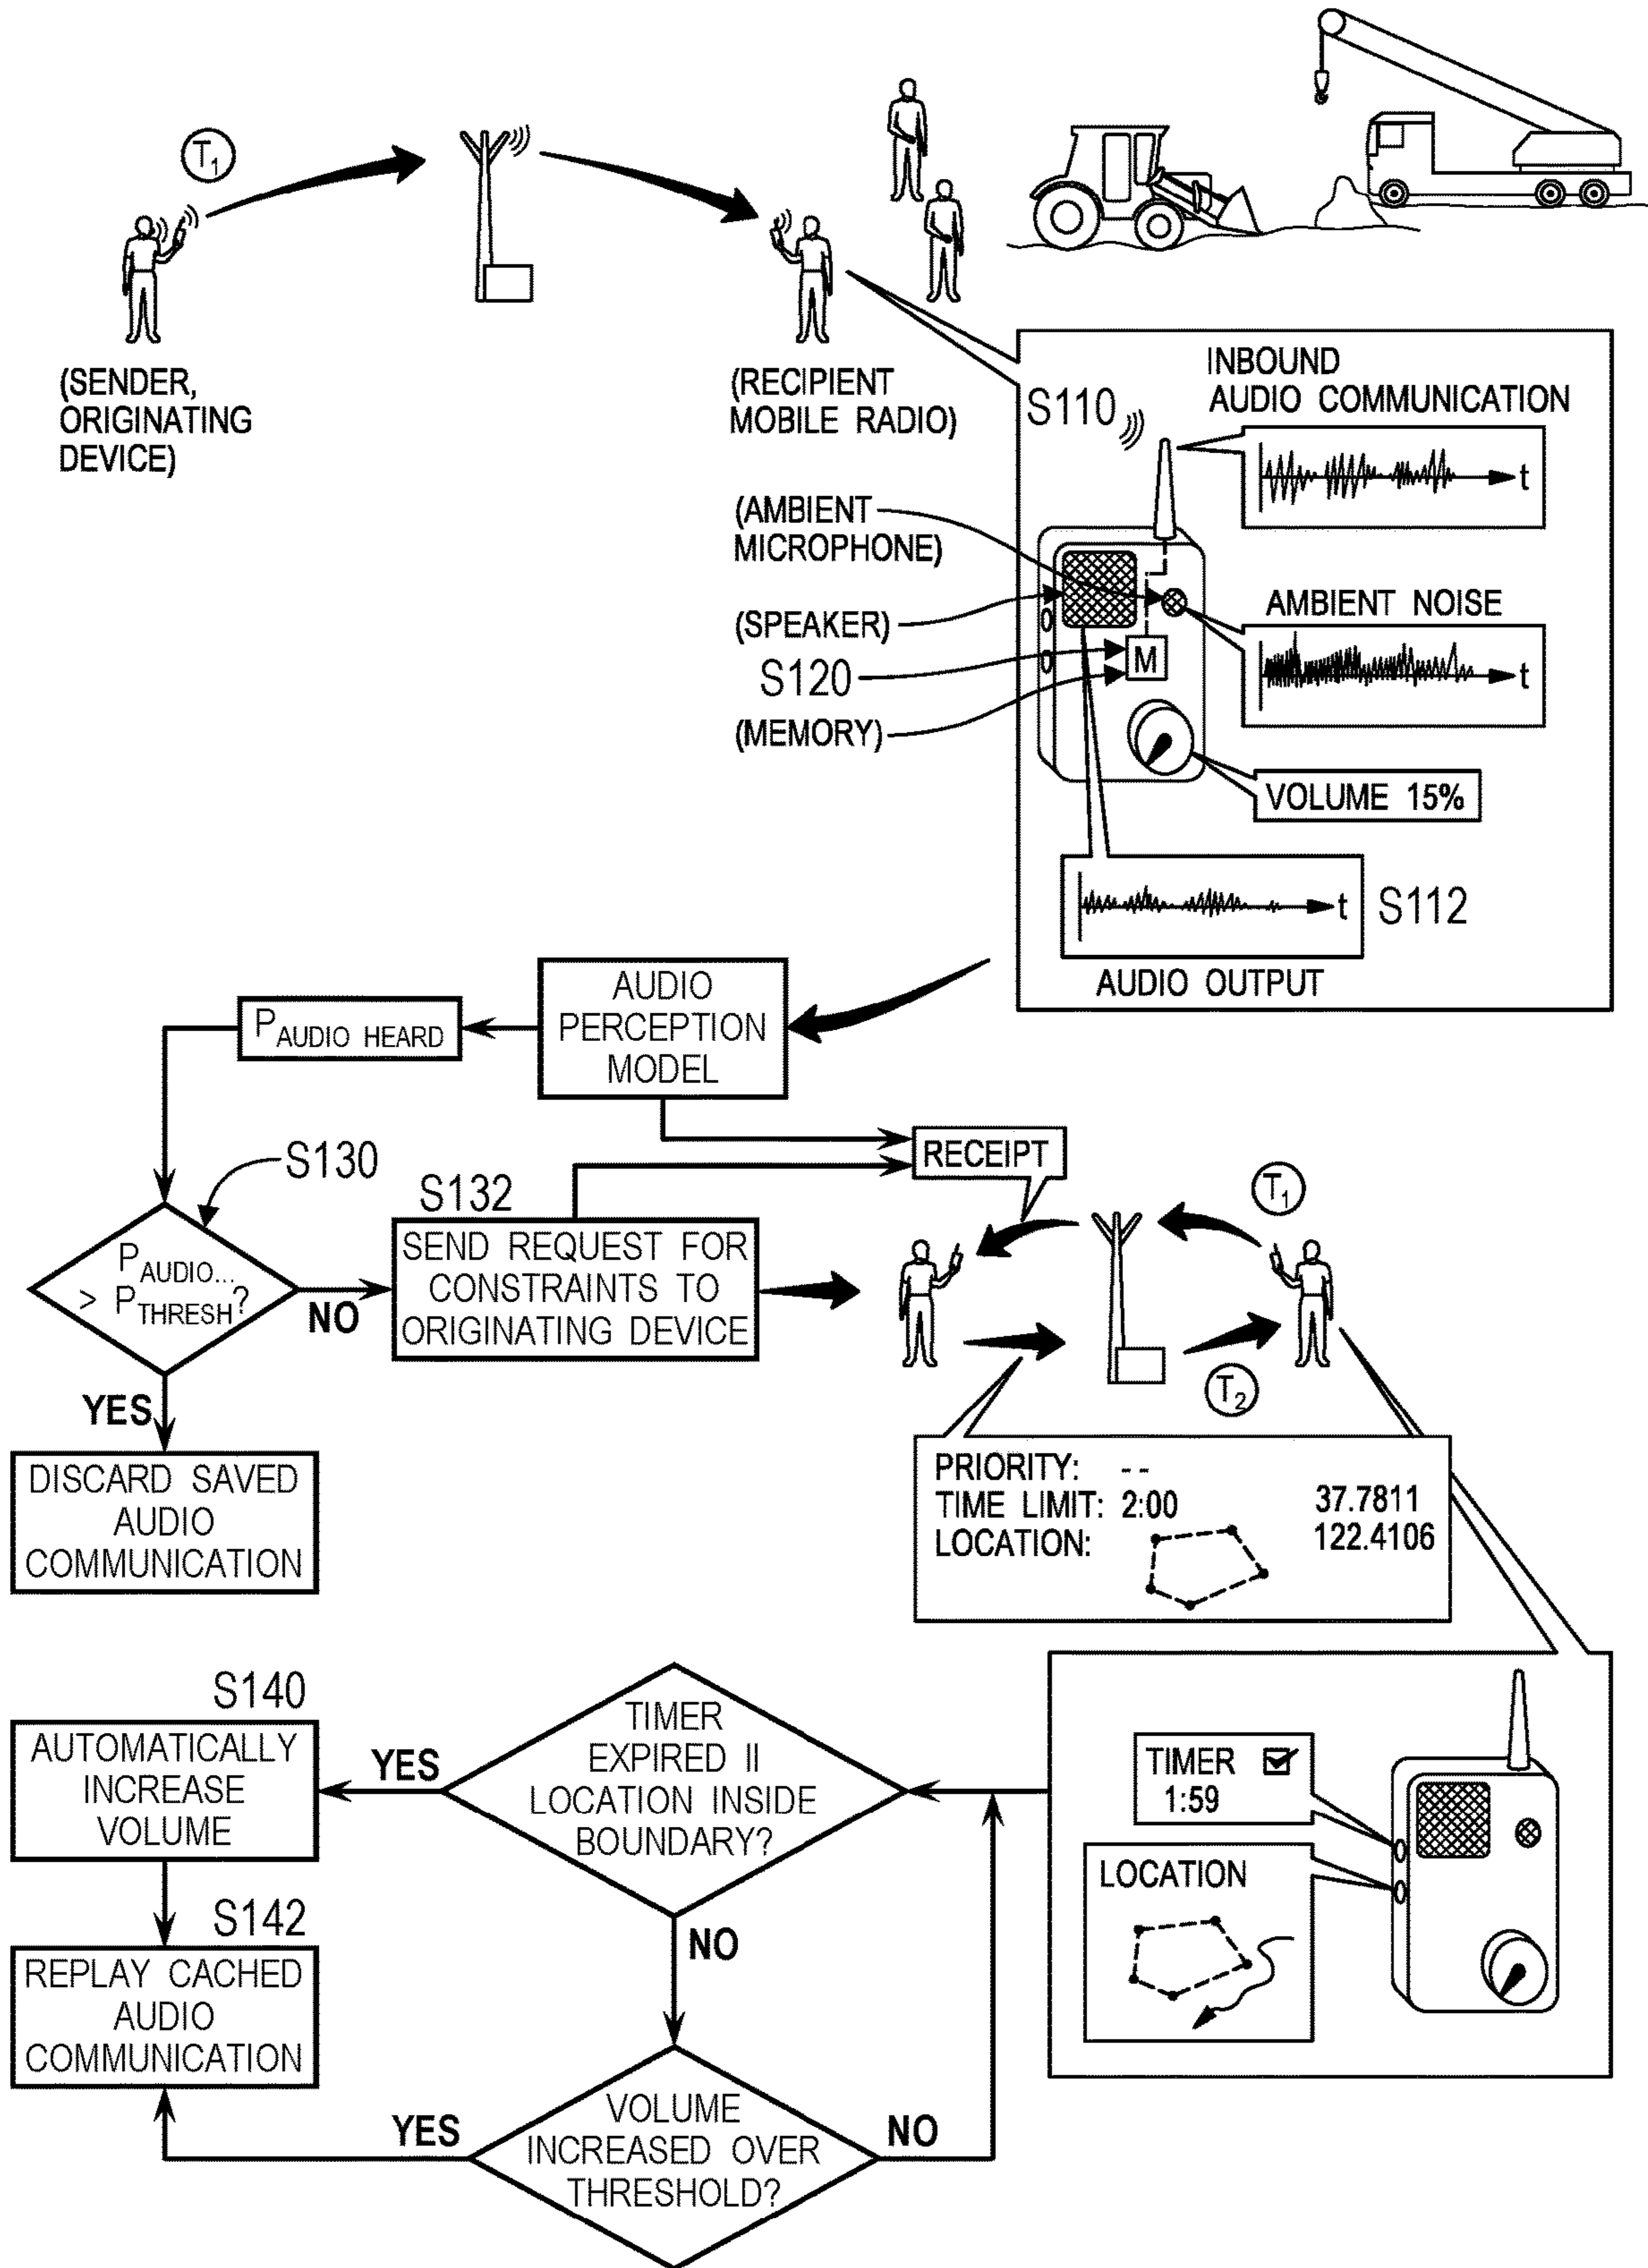 T1
(SENDER,
ORIGINATING
DEVICE)
(RECIPIENT
MOBILE RADIO)
INBOUND
AUDIO COMMUNICATION
S110
t
(AMBIENT
MICROPHONE)
AMBIENT NOISE
t
(SPEAKER)
S120
M
(MEMORY)
VOLUME 15%
t
S112
AUDIO OUTPUT
AUDIO
PERCEPTION
MODEL
PAUDIO HEARD
RECEIPT
S130
S132
PAUDIO...
> PTHRESH?
NO
SEND REQUEST FOR
CONSTRAINTS TO
ORIGINATING DEVICE
T1
T2
YES
DISCARD SAVED
AUDIO
COMMUNICATION
PRIORITY: --
TIME LIMIT: 2:00
LOCATION:
37.7811
122.4106
S140
AUTOMATICALLY
INCREASE
VOLUME
YES
TIMER
EXPIRED II
LOCATION INSIDE
BOUNDARY?
TIMER
1:59
LOCATION
NO
S142
REPLAY CACHED
AUDIO
COMMUNICATION
YES
VOLUME
INCREASED OVER
THRESHOLD?
NO